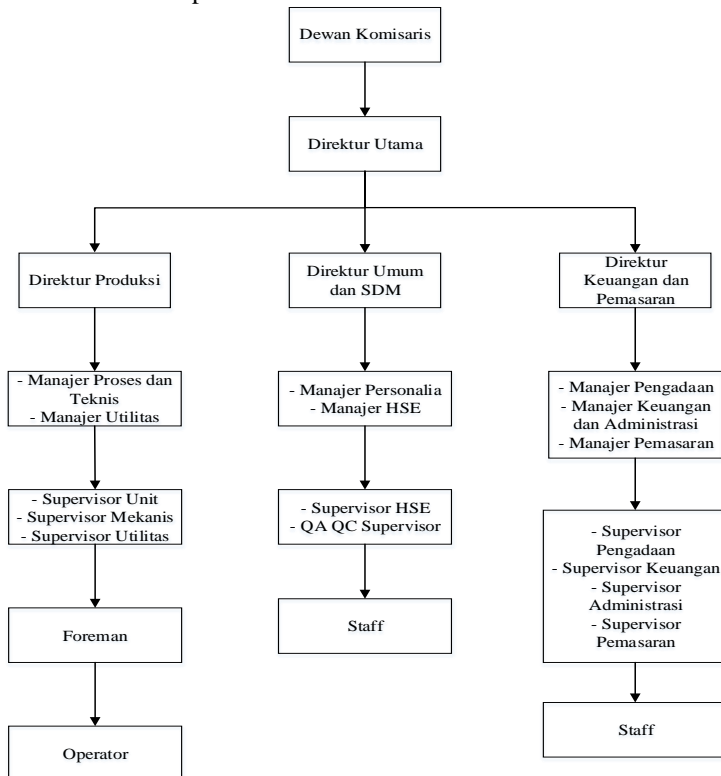 Dewan Komisaris
Direktur Utama
Direktur Produksi
Direktur Umum
dan SDM
Direktur
Keuangan dan
Pemasaran
- Manajer Proses dan
Teknis
- Manajer Utilitas
- Manajer Personalia
- Manajer HSE
- Manajer Pengadaan
- Manajer Keuangan
dan Administrasi
- Manajer Pemasaran
- Supervisor Unit
- Supervisor Mekanis
- Supervisor Utilitas
- Supervisor HSE
- QA QC Supervisor
- Supervisor
Pengadaan
- Supervisor Keuangan
- Supervisor
Administrasi
- Supervisor
Pemasaran
Foreman
Staff
Operator
Staff